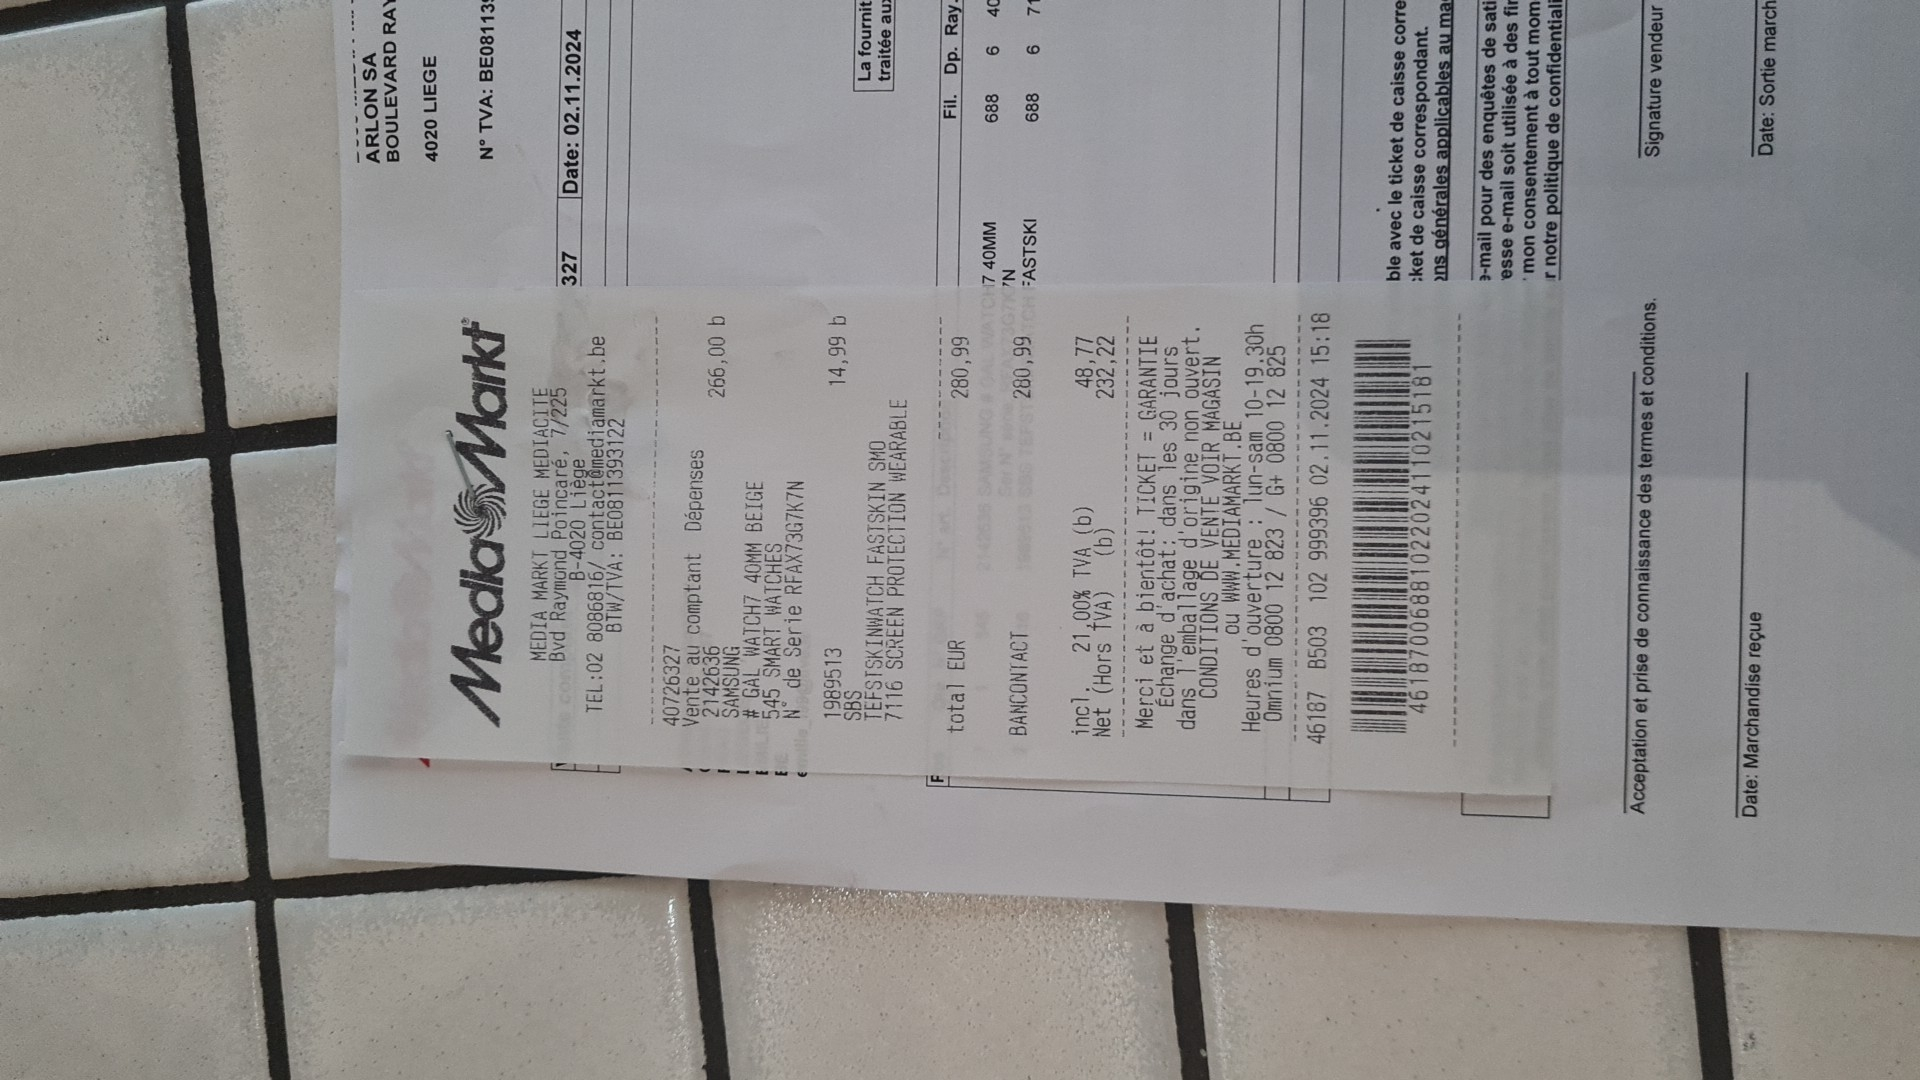 MediaMarkt®
MEDIA MARKT LIEGE MEDIACITE
Bvd Raymond Poincaré, 7/225
B-4020 Liège
TEL:02 8086816/ contact@mediamarkt.be
BTW/TVA: BE0811393122
40726327
Vente au comptant Dépenses
2142636 266,00 b
SAMSUNG
# GAL WATCH7 40MM BEIGE
545 SMART WATCHES
N° de Serie RFAX73G7K7N
1989513 14,99 b
SBS
TEFSTSKINWATCH FASTSKIN SMO
7116 SCREEN PROTECTION WEARABLE
total EUR 280,99
BANCONTACT 280,99
incl. 21,00% TVA (b) 48,77
Net (Hors TVA) (b) 232,22
Merci et à bientôt! TICKET = GARANTIE
Échange d'achat: dans les 30 jours
dans l'emballage d'origine non ouvert.
CONDITIONS DE VENTE VOIR MAGASIN
ou WWW.MEDIAMARKT.BE
Heures d'ouverture : lun-sam 10-19.30h
Omnium 0800 12 823 / G+ 0800 12 825
46187 B503 102 999396 02.11.2024 15:18
4618700688102202411021518​1
ARLON SA
BOULEVARD RAY
4020 LIEGE
N° TVA: BE081139
327 Date: 02.11.2024
La fournit
traitée aux
Fil. Dp. Ray.
7 40MM 688 6 40
7N
FASTSKI 688 6 71
ble avec le ticket de caisse corre
ket de caisse correspondant.
ons générales applicables au ma
e-mail pour des enquêtes de sati
esse e-mail soit utilisée à des fin
mon consentement à tout mom
r notre politique de confidentiali
Acceptation et prise de connaissance des termes et conditions.
Signature vendeur
Date: Marchandise reçue
Date: Sortie march